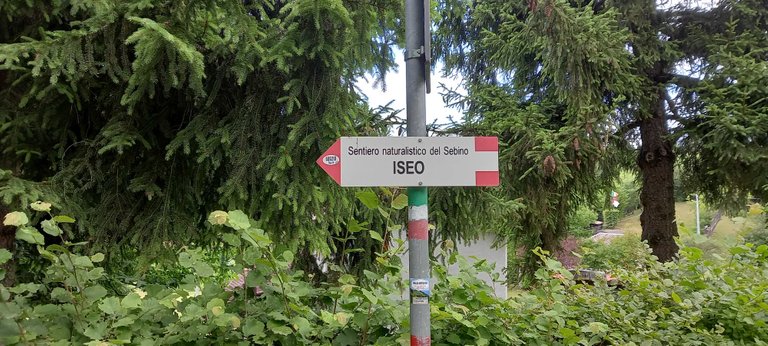 Sentiero naturalistico del Sebino
ISEO